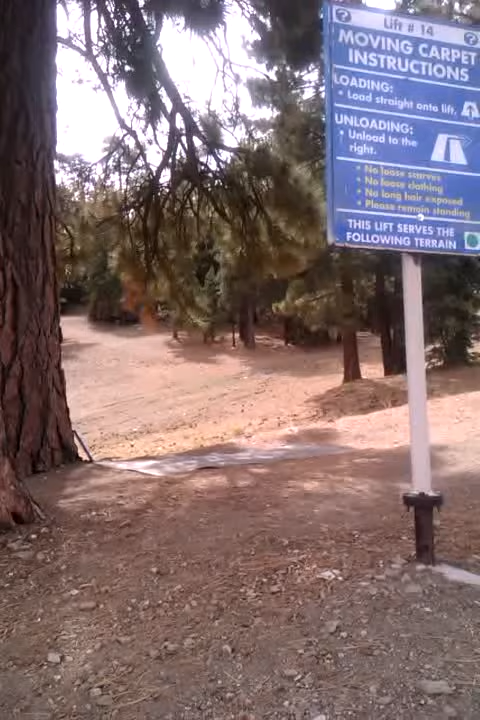 ? Lift # 14 ?
MOVING CARPET
INSTRUCTIONS
LOADING:
• Load straight onto lift.
UNLOADING:
• Unload to the
right.
• No loose scarves
• No loose clothing
• No long hair exposed
• Please remain standing
THIS LIFT SERVES THE
FOLLOWING TERRAIN